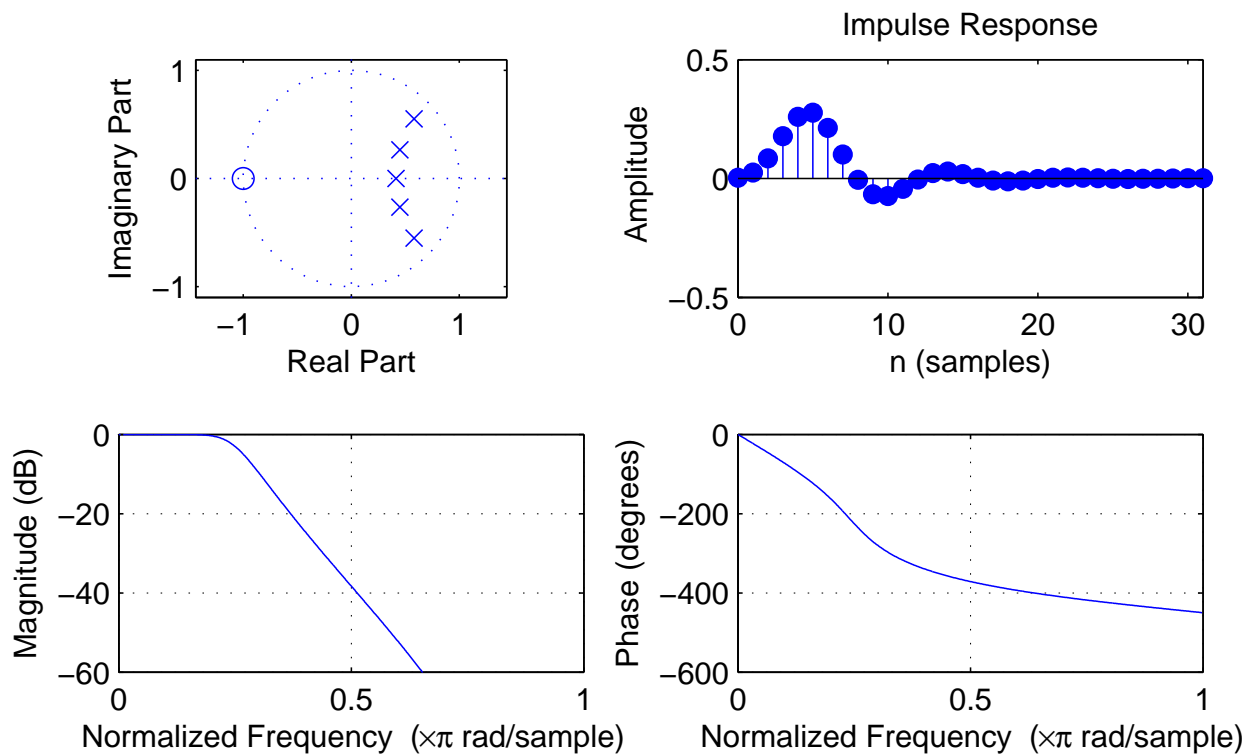 1
0
−1
−1 0 1
Imaginary Part
Real Part
Impulse Response
0.5
0
−0.5
0 10 20 30
Amplitude
n (samples)
0
−20
−40
−60
0 0.5 1
Magnitude (dB)
Normalized Frequency (×π rad/sample)
0
−200
−400
−600
0 0.5 1
Phase (degrees)
Normalized Frequency (×π rad/sample)